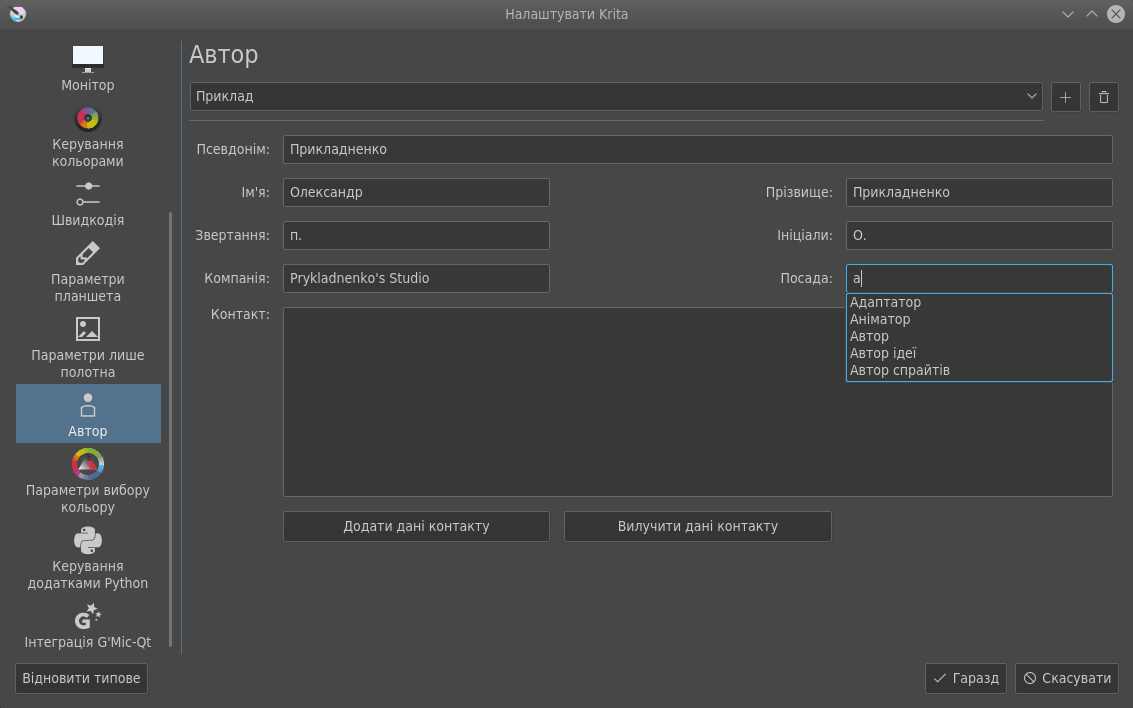 Налаштувати Krita
Монітор
Керування
кольорами
Швидкодія
Параметри
планшета
Параметри лише
полотна
Автор
Параметри вибору
кольору
Керування
додатками Python
Інтеграція G'Mic-Qt
Автор
Приклад
Псевдонім: Прикладненко
Ім'я: Олександр Прізвище: Прикладненко
Звертання: п. Ініціали: О.
Компанія: Prykladnenko's Studio Посада: а
Адаптатор
Аніматор
Автор
Автор ідеї
Автор спрайтів
Контакт:
Додати дані контакту Вилучити дані контакту
Відновити типове Гаразд Скасувати